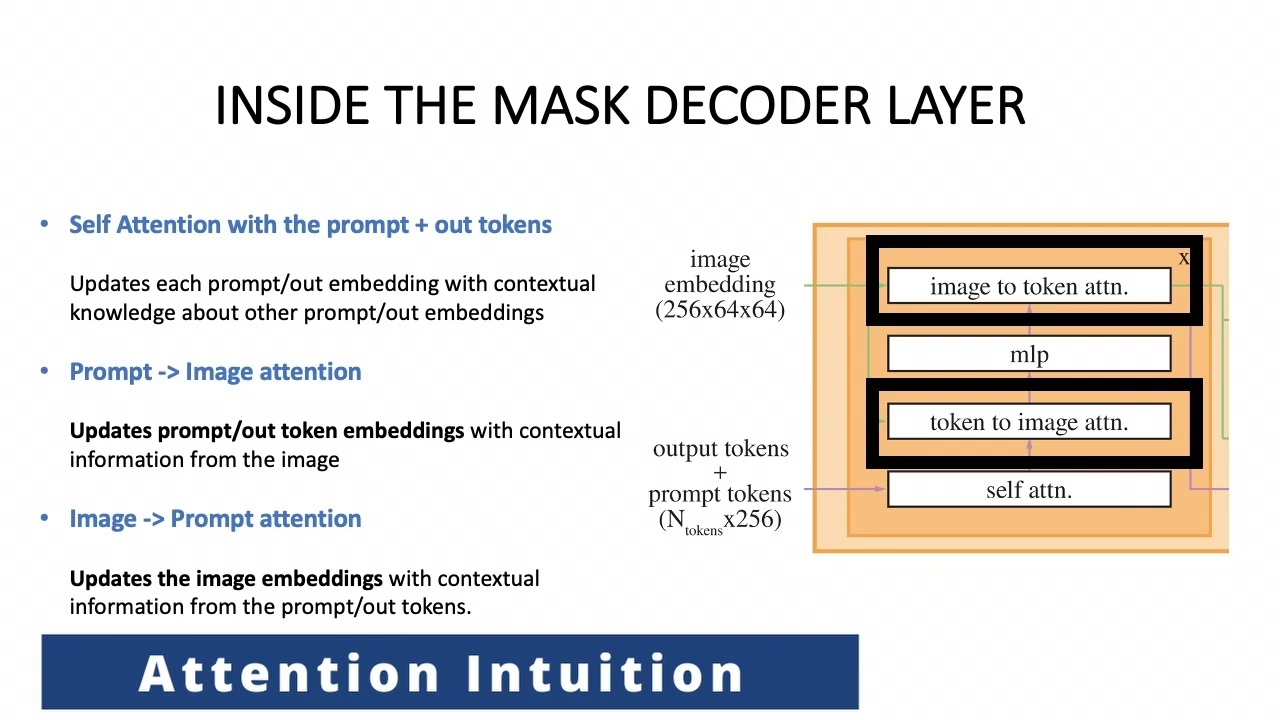 INSIDE THE MASK DECODER LAYER
• Self Attention with the prompt + out tokens
Updates each prompt/out embedding with contextual
knowledge about other prompt/out embeddings
• Prompt -> Image attention
Updates prompt/out token embeddings with contextual
information from the image
• Image -> Prompt attention
Updates the image embeddings with contextual
information from the prompt/out tokens.
image
embedding
(256x64x64)
output tokens
+
prompt tokens
(Ntokensx256)
x
image to token attn.
mlp
token to image attn.
self attn.
Attention Intuition